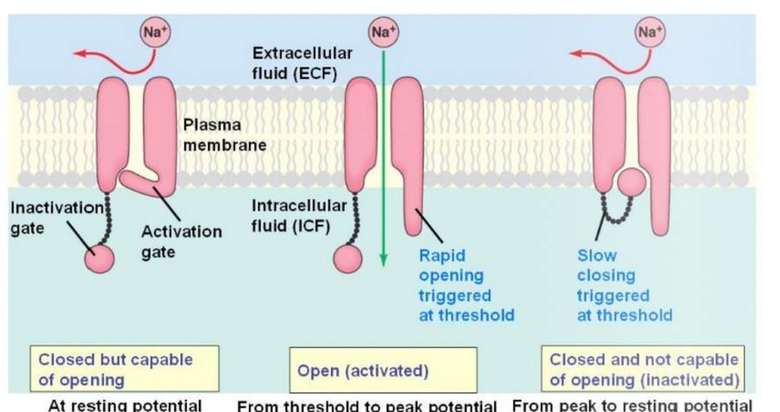 Na⁺
Na⁺
Na⁺
Extracellular
fluid (ECF)
Plasma
membrane
Inactivation
gate
Activation
gate
Intracellular
fluid (ICF)
Rapid
opening
triggered
at threshold
Slow
closing
triggered
at threshold
Closed but capable
of opening
Open (activated)
Closed and not capable
of opening (inactivated)
At resting potential
From threshold to peak potential
From peak to resting potential